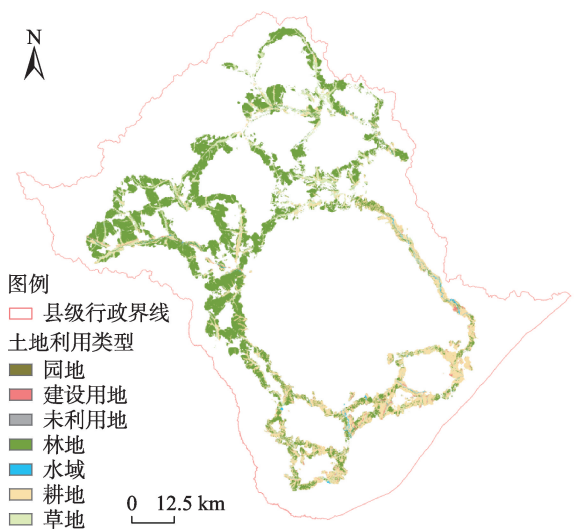 N
图例
县级行政界线
土地利用类型
园地
建设用地
未利用地
林地
水域
耕地
草地
0 12.5 km